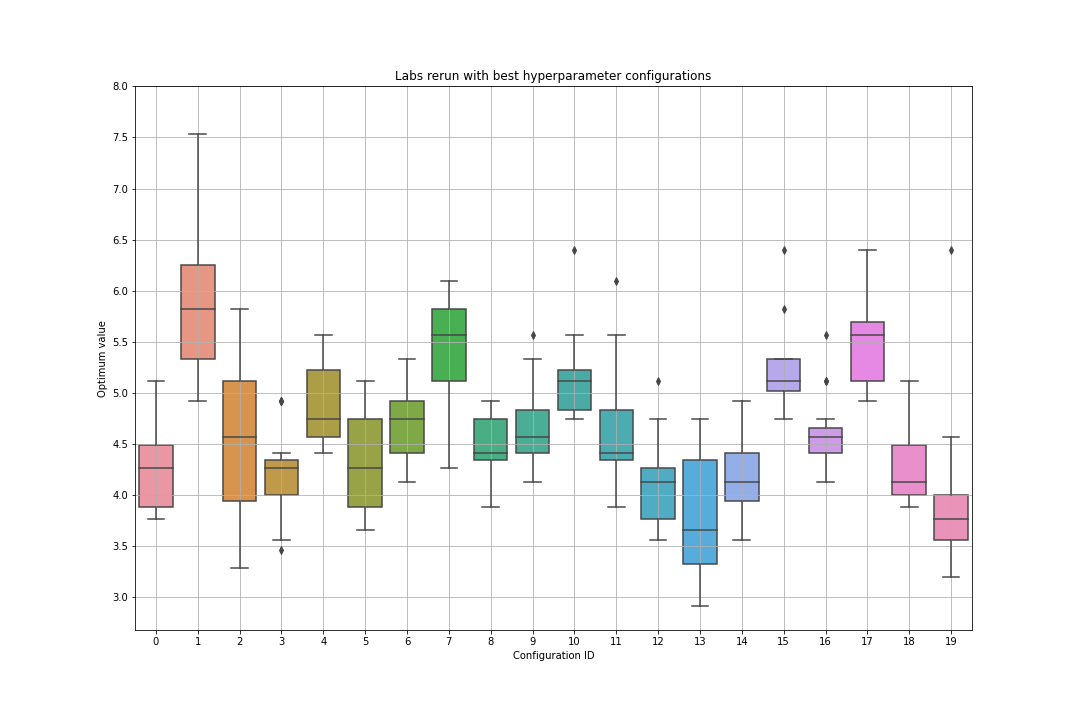 Labs rerun with best hyperparameter configurations
8.0
7.5
7.0
6.5
6.0
5.5
5.0
4.5
4.0
3.5
3.0
Optimum value
0 1 2 3 4 5 6 7 8 9 10 11 12 13 14 15 16 17 18 19
Configuration ID